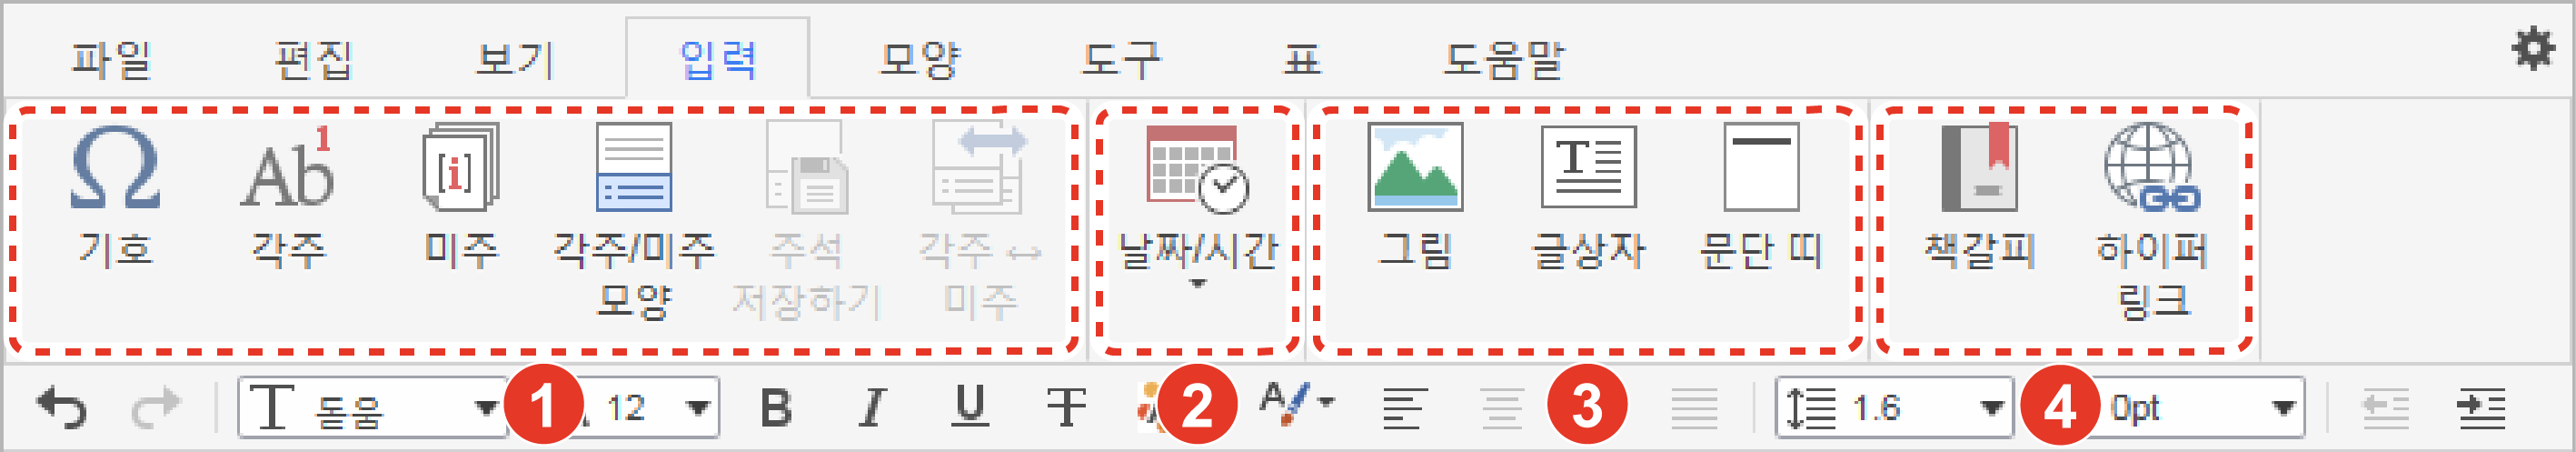 파일 편집 보기 입력 모양 도구 표 도움말
Ω Ab1 [i] T
기호 각주 미주 각주/미주 모양 주석 저장하기 각주 ↔ 미주 날짜/시간 그림 글상자 문단 띠 책갈피 하이퍼 링크
T 돋움 12 B I U T A 1.6 0pt
1 2 3 4